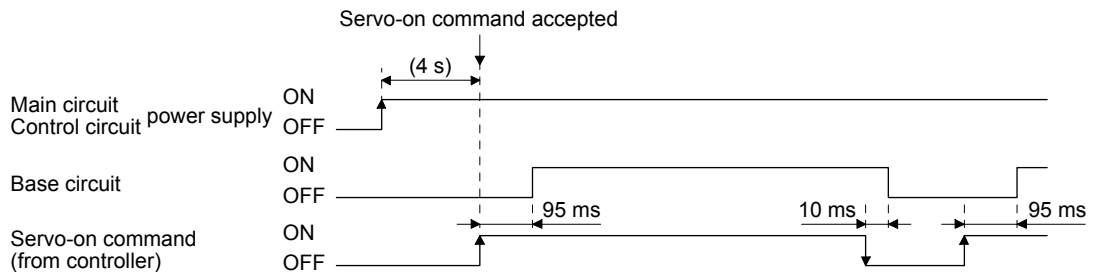 Servo-on command accepted
(4 s)
Main circuit
Control circuit
power supply
ON
OFF
Base circuit
ON
OFF
95 ms
10 ms
95 ms
Servo-on command
(from controller)
ON
OFF